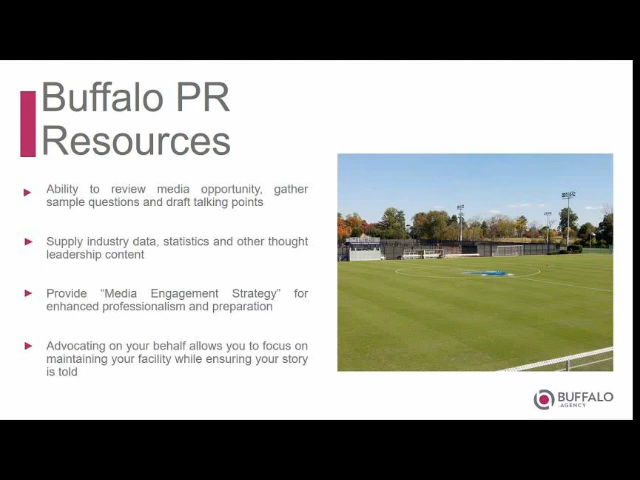 Buffalo PR
Resources
Ability to review media opportunity, gather
sample questions and draft talking points
Supply industry data, statistics and other thought
leadership content
Provide “Media Engagement Strategy” for
enhanced professionalism and preparation
Advocating on your behalf allows you to focus on
maintaining your facility while ensuring your story
is told
BUFFALO
.AGENCY